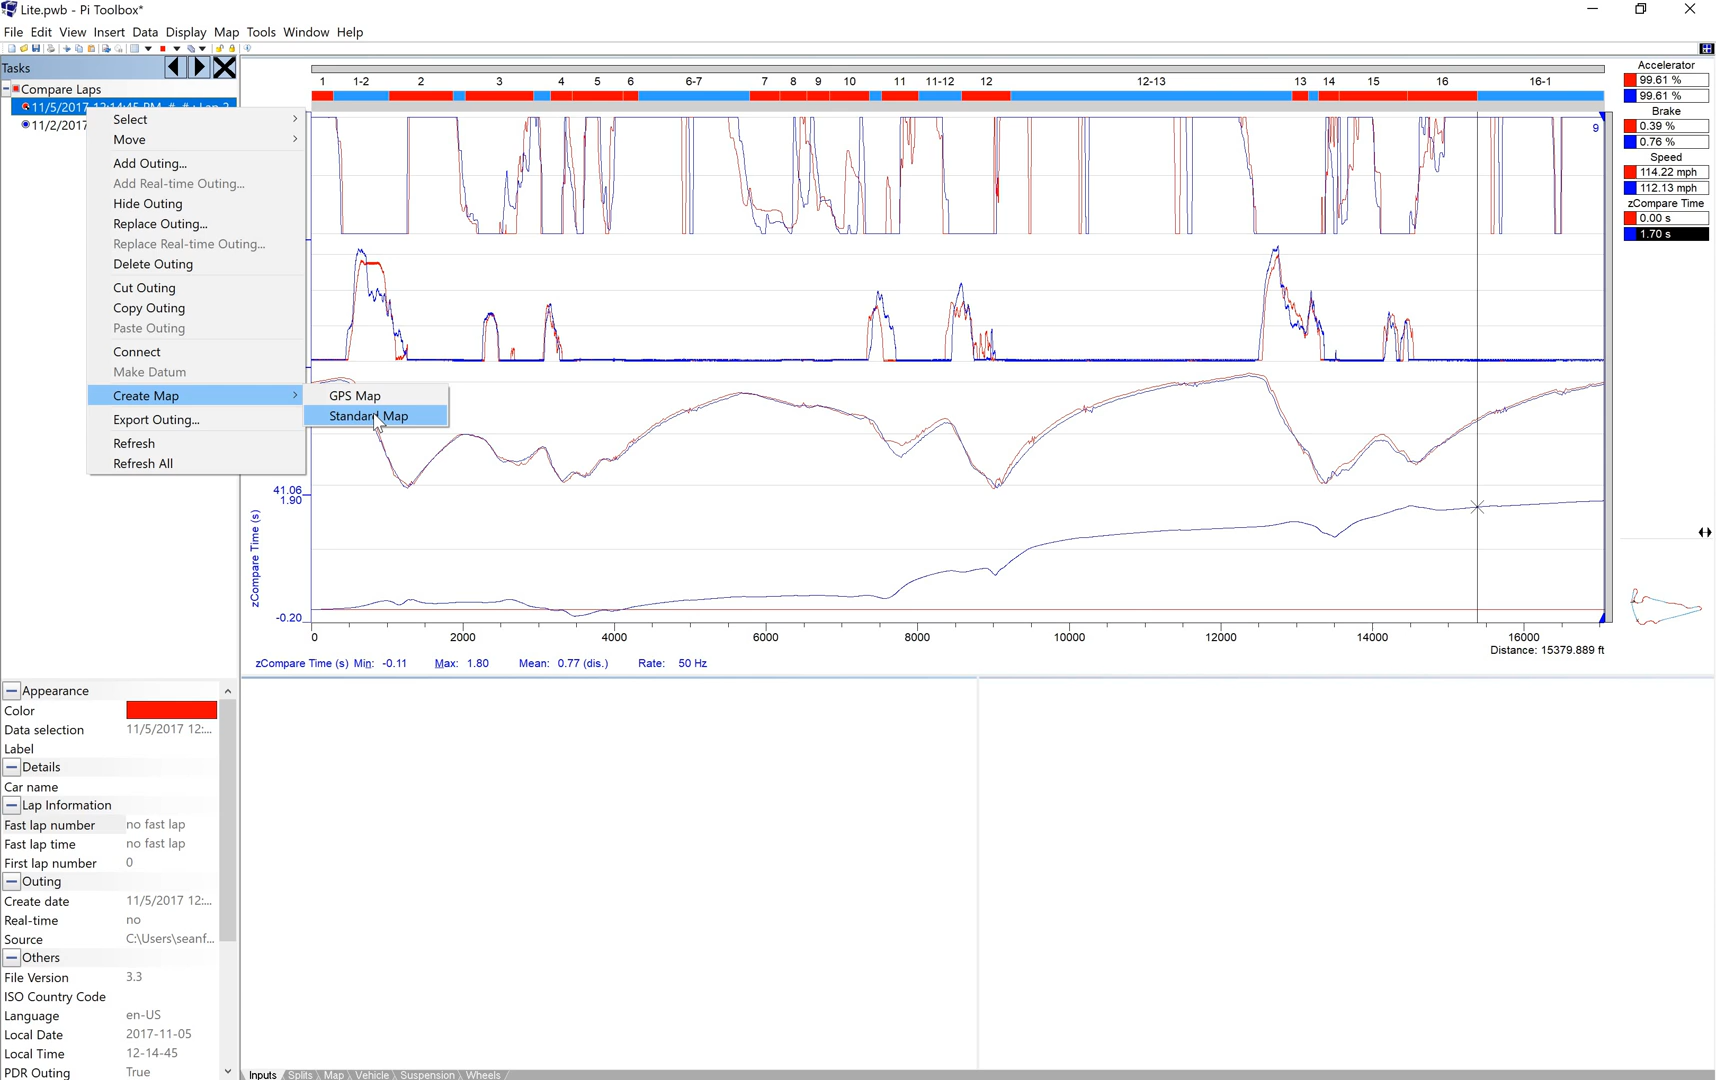 Lite.pwb - Pi Toolbox*
File Edit View Insert Data Display Map Tools Window Help
Tasks
Compare Laps
11/5/2017 12:14:45 PM
11/2/2017
Select
Move
Add Outing...
Add Real-time Outing...
Hide Outing
Replace Outing...
Replace Real-time Outing...
Delete Outing
Cut Outing
Copy Outing
Paste Outing
Connect
Make Datum
Create Map
Export Outing...
Refresh
Refresh All
GPS Map
Standard Map
1 1-2 2 3 4 5 6 6-7 7 8 9 10 11 11-12 12 12-13 13 14 15 16 16-1
9
41.06
1.90
zCompare Time (s)
-0.20
0 2000 4000 6000 8000 10000 12000 14000 16000
Distance: 15379.889 ft
zCompare Time (s) Min: -0.11 Max: 1.80 Mean: 0.77 (dis.) Rate: 50 Hz
Accelerator
99.61 %
99.61 %
Brake
0.39 %
0.76 %
Speed
114.22 mph
112.13 mph
zCompare Time
0.00 s
1.70 s
Appearance
Color
Data selection 11/5/2017 12:...
Label
Details
Car name
Lap Information
Fast lap number no fast lap
Fast lap time no fast lap
First lap number 0
Outing
Create date 11/5/2017 12:...
Real-time no
Source C:\Users\seanf...
Others
File Version 3.3
ISO Country Code
Language en-US
Local Date 2017-11-05
Local Time 12-14-45
PDR Outing True
Inputs Splits Map Vehicle Suspension Wheels